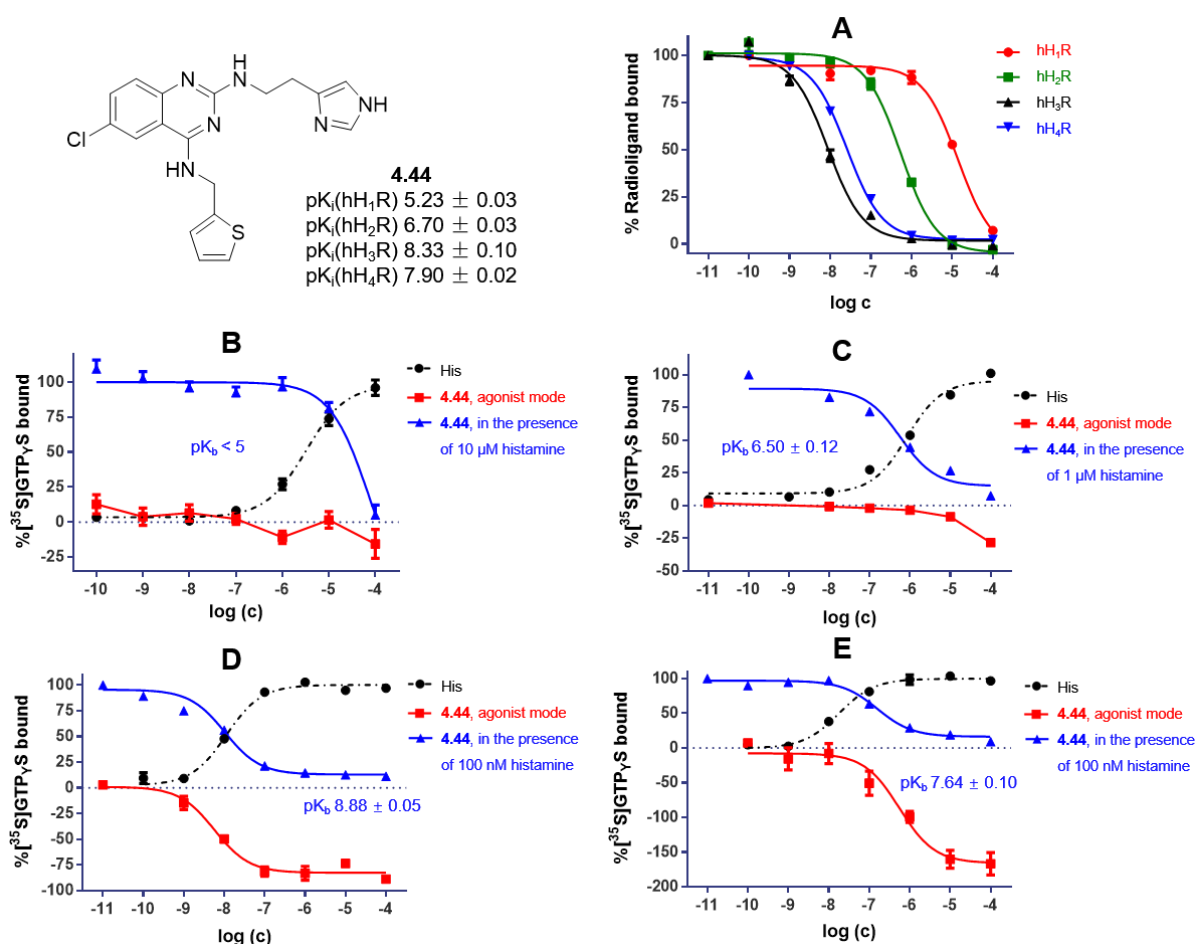 H
N
N
N
N
NH
Cl
HN
S
4.44
pKi(hH1R) 5.23 ± 0.03
pKi(hH2R) 6.70 ± 0.03
pKi(hH3R) 8.33 ± 0.10
pKi(hH4R) 7.90 ± 0.02
A
% Radioligand bound
100
75
50
25
0
-11 -10 -9 -8 -7 -6 -5 -4
log c
hH1R
hH2R
hH3R
hH4R
B
%[35S]GTPγS bound
100
75
50
25
0
-25
pKb < 5
-10 -9 -8 -7 -6 -5 -4
log (c)
His
4.44, agonist mode
4.44, in the presence
of 10 µM histamine
C
%[35S]GTPγS bound
100
75
50
25
0
-25
-50
pKb 6.50 ± 0.12
-11 -10 -9 -8 -7 -6 -5 -4
log (c)
His
4.44, agonist mode
4.44, in the presence
of 1 µM histamine
D
%[35S]GTPγS bound
100
75
50
25
0
-25
-50
-75
-100
pKb 8.88 ± 0.05
-11 -10 -9 -8 -7 -6 -5 -4
log (c)
His
4.44, agonist mode
4.44, in the presence
of 100 nM histamine
E
%[35S]GTPγS bound
100
50
0
-50
-100
-150
-200
pKb 7.64 ± 0.10
-11 -10 -9 -8 -7 -6 -5 -4
log (c)
His
4.44, agonist mode
4.44, in the presence
of 100 nM histamine